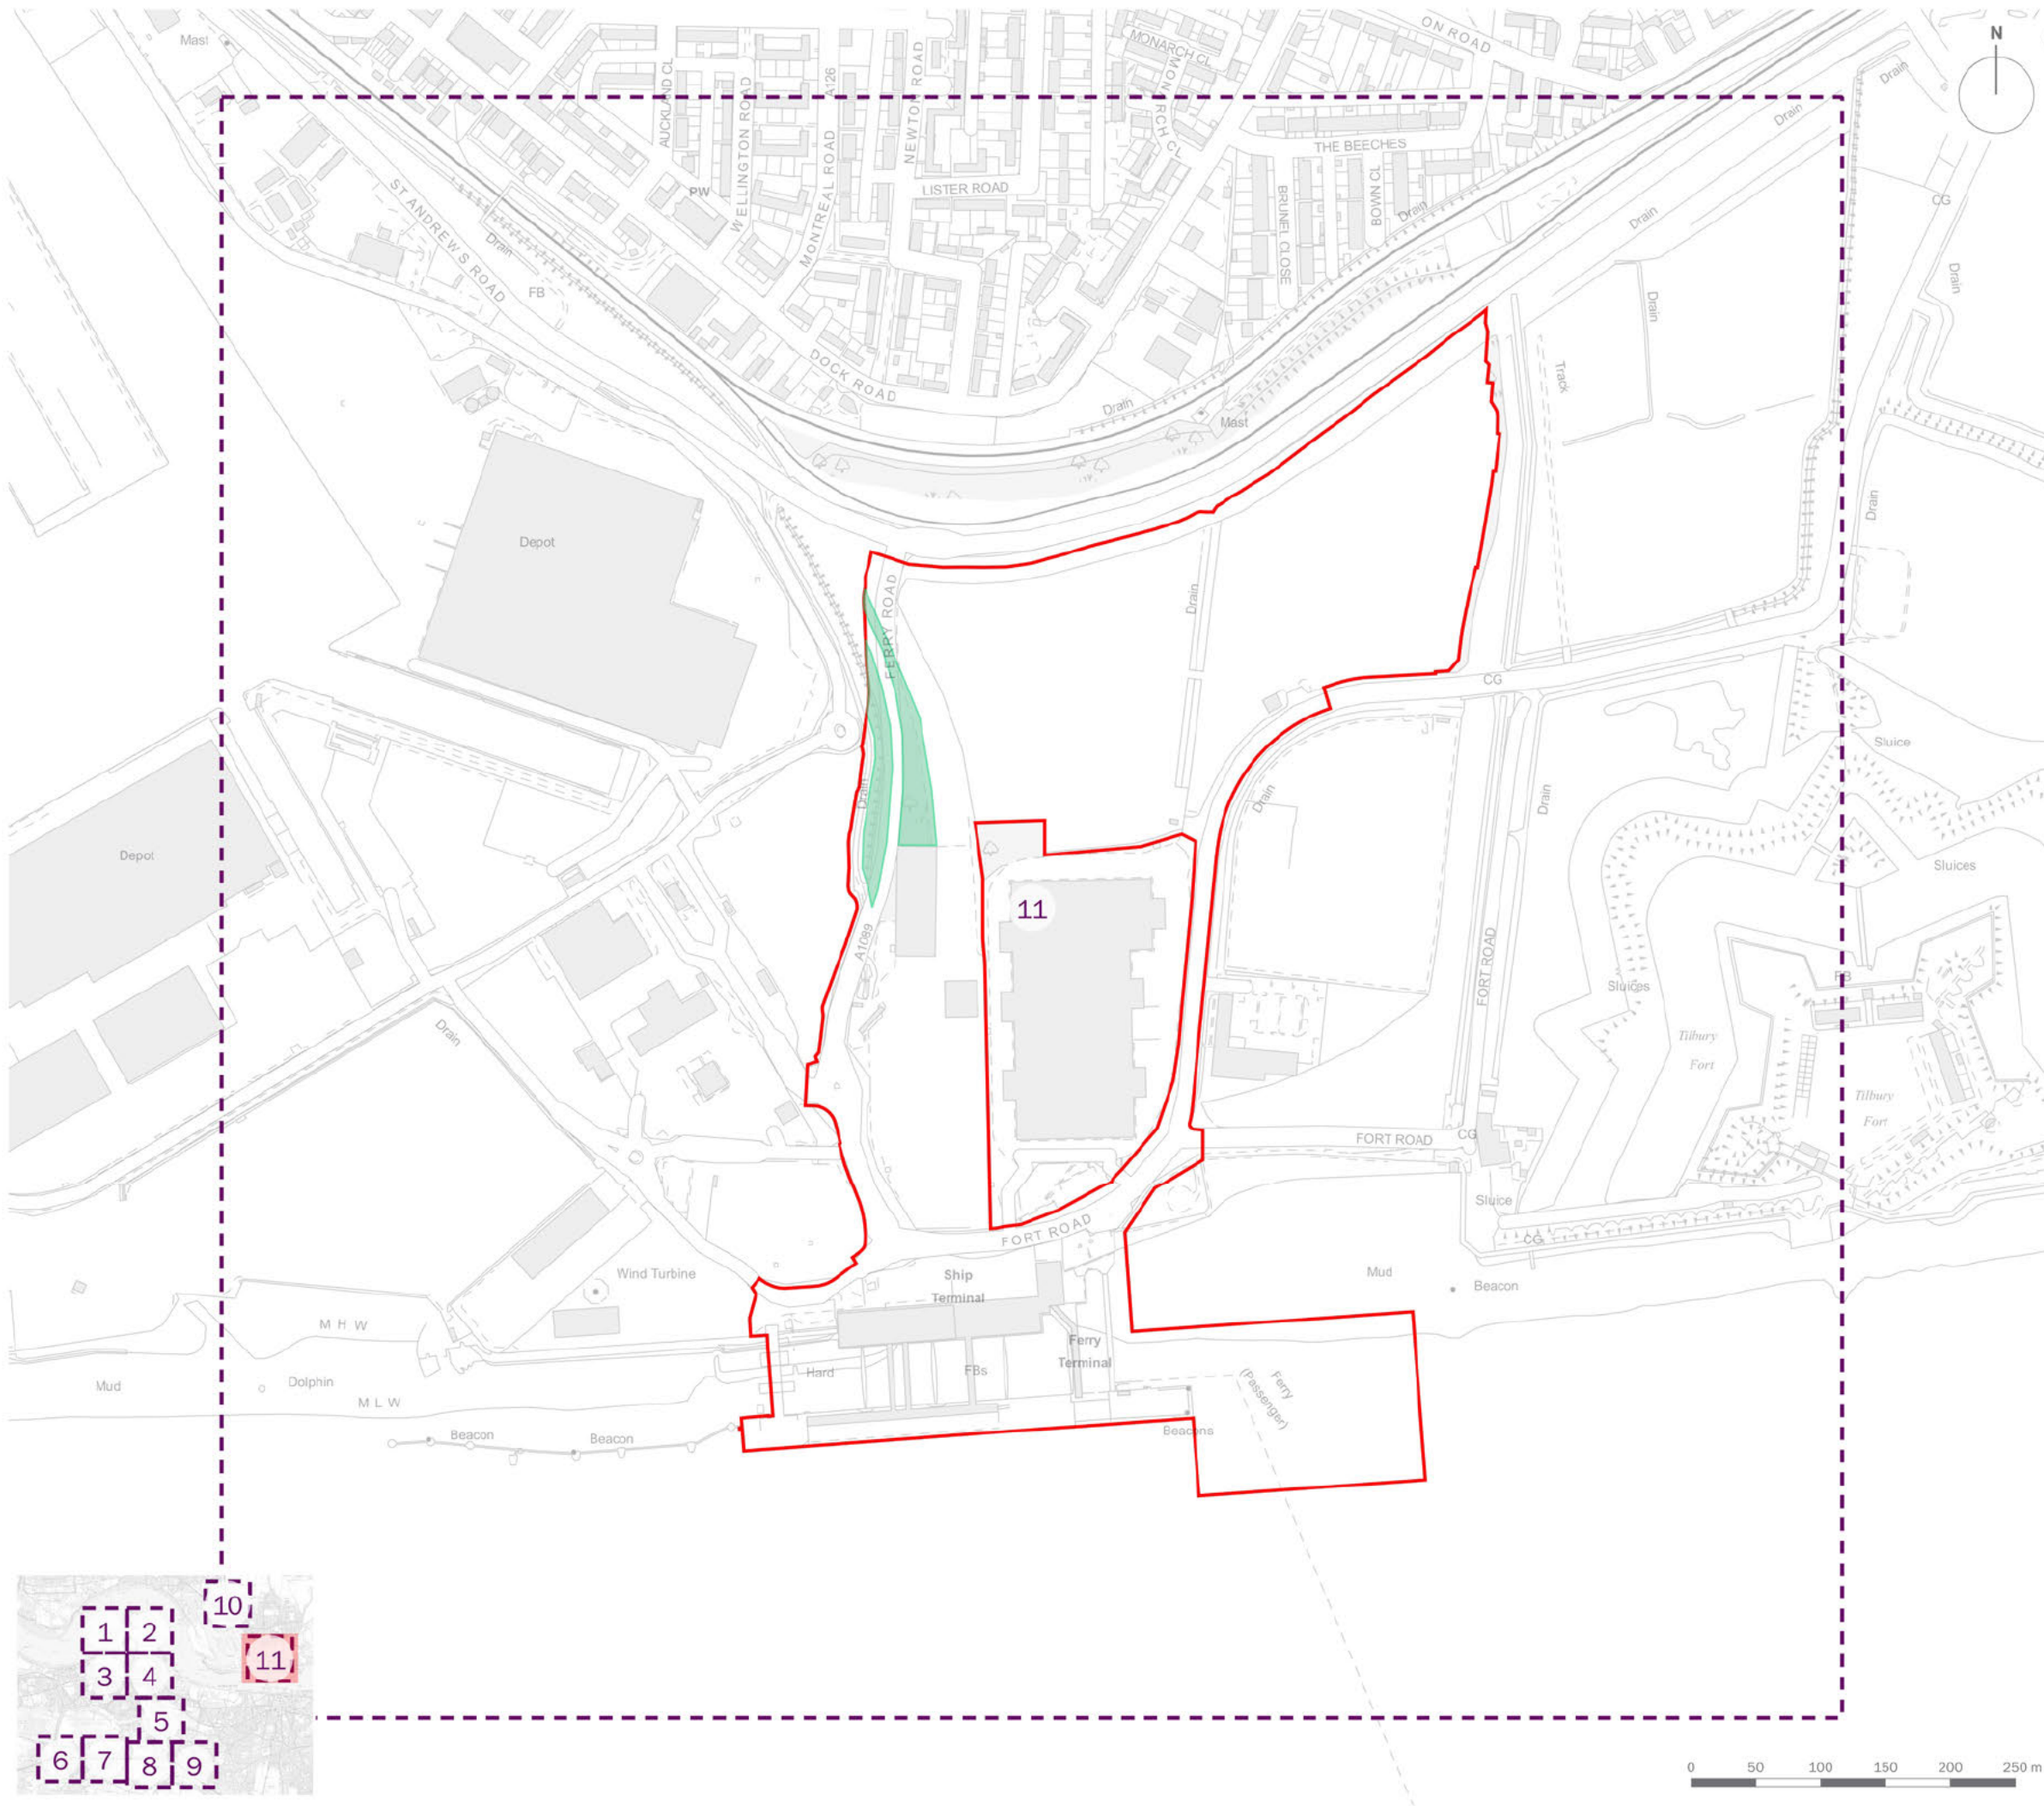 ON ROAD
N
Mast
MONARCH CL
AUCKLAND CL
WELLINGTON ROAD
A126
NEWTON ROAD
Drain
Drain
THE BEECHES
MONTREAL ROAD
PW
LISTER ROAD
BRUNEL CLOSE
BOWN CL
Drain
Drain
CG
ST ANDREWS ROAD
Drain
FB
Drain
Drain
DOCK ROAD
Drain
Mast
Track
Drain
Depot
FERRY ROAD
Drain
CG
Sluice
Drain
Drain
Drain
Depot
Sluices
11
A1089
FORT ROAD
FB
Sluices
Drain
Tilbury
Fort
Tilbury
Fort
FORT ROAD
CG
Sluice
FORT ROAD
CG
Wind Turbine
Ship
Terminal
Mud
Beacon
M H W
Ferry
Terminal
Mud
Dolphin
Hard
FBs
Ferry
(Passenger)
M L W
Beacon
Beacon
Beacons
10
1 2
11
3 4
5
6 7 8 9
0 50 100 150 200 250 m